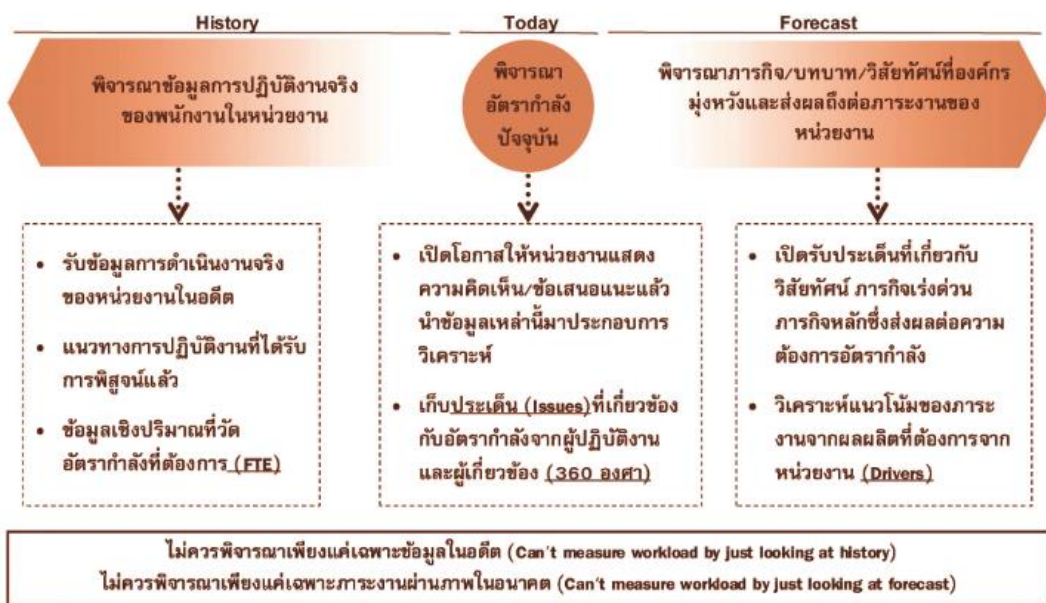 History
Today
Forecast
พิจารณาข้อมูลการปฏิบัติงานจริง
ของพนักงานในหน่วยงาน
พิจารณา
อัตรากำลัง
ปัจจุบัน
พิจารณาภารกิจ/บทบาท/วิสัยทัศน์ที่องค์กร
มุ่งหวังและส่งผลถึงต่อภาระงานของ
หน่วยงาน
• รับข้อมูลการดำเนินงานจริง
ของหน่วยงานในอดีต
• แนวทางการปฏิบัติงานที่ได้รับ
การพิสูจน์แล้ว
• ข้อมูลเชิงปริมาณที่วัด
อัตรากำลังที่ต้องการ (FTE)
• เปิดโอกาสให้หน่วยงานแสดง
ความคิดเห็น/ข้อเสนอแนะแล้ว
นำข้อมูลเหล่านี้มาประกอบการ
วิเคราะห์
• เก็บประเด็น (Issues)ที่เกี่ยวข้อง
กับอัตรากำลังจากผู้ปฏิบัติงาน
และผู้เกี่ยวข้อง (360 องศา)
• เปิดรับประเด็นที่เกี่ยวกับ
วิสัยทัศน์ ภารกิจเร่งด่วน
ภารกิจหลักซึ่งส่งผลต่อความ
ต้องการอัตรากำลัง
• วิเคราะห์แนวโน้มของภาระ
งานจากผลผลิตที่ต้องการจาก
หน่วยงาน (Drivers)
ไม่ควรพิจารณาเพียงแค่เฉพาะข้อมูลในอดีต (Can't measure workload by just looking at history)
ไม่ควรพิจารณาเพียงแค่เฉพาะภาระงานผ่านภาพในอนาคต (Can't measure workload by just looking at forecast)